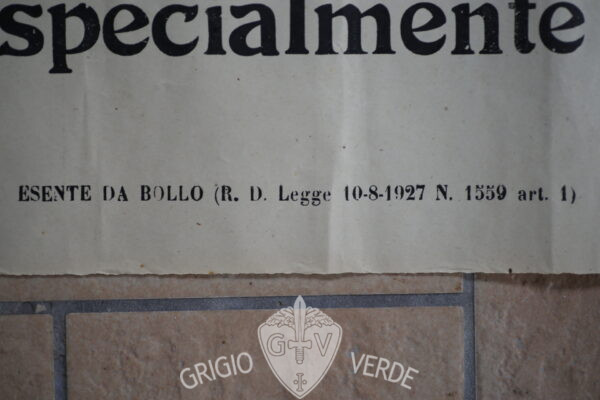 specialmente
ESENTE DA BOLLO (R. D. Legge 10-8-1927 N. 1559 art. 1)
G V
GRIGIO VERDE